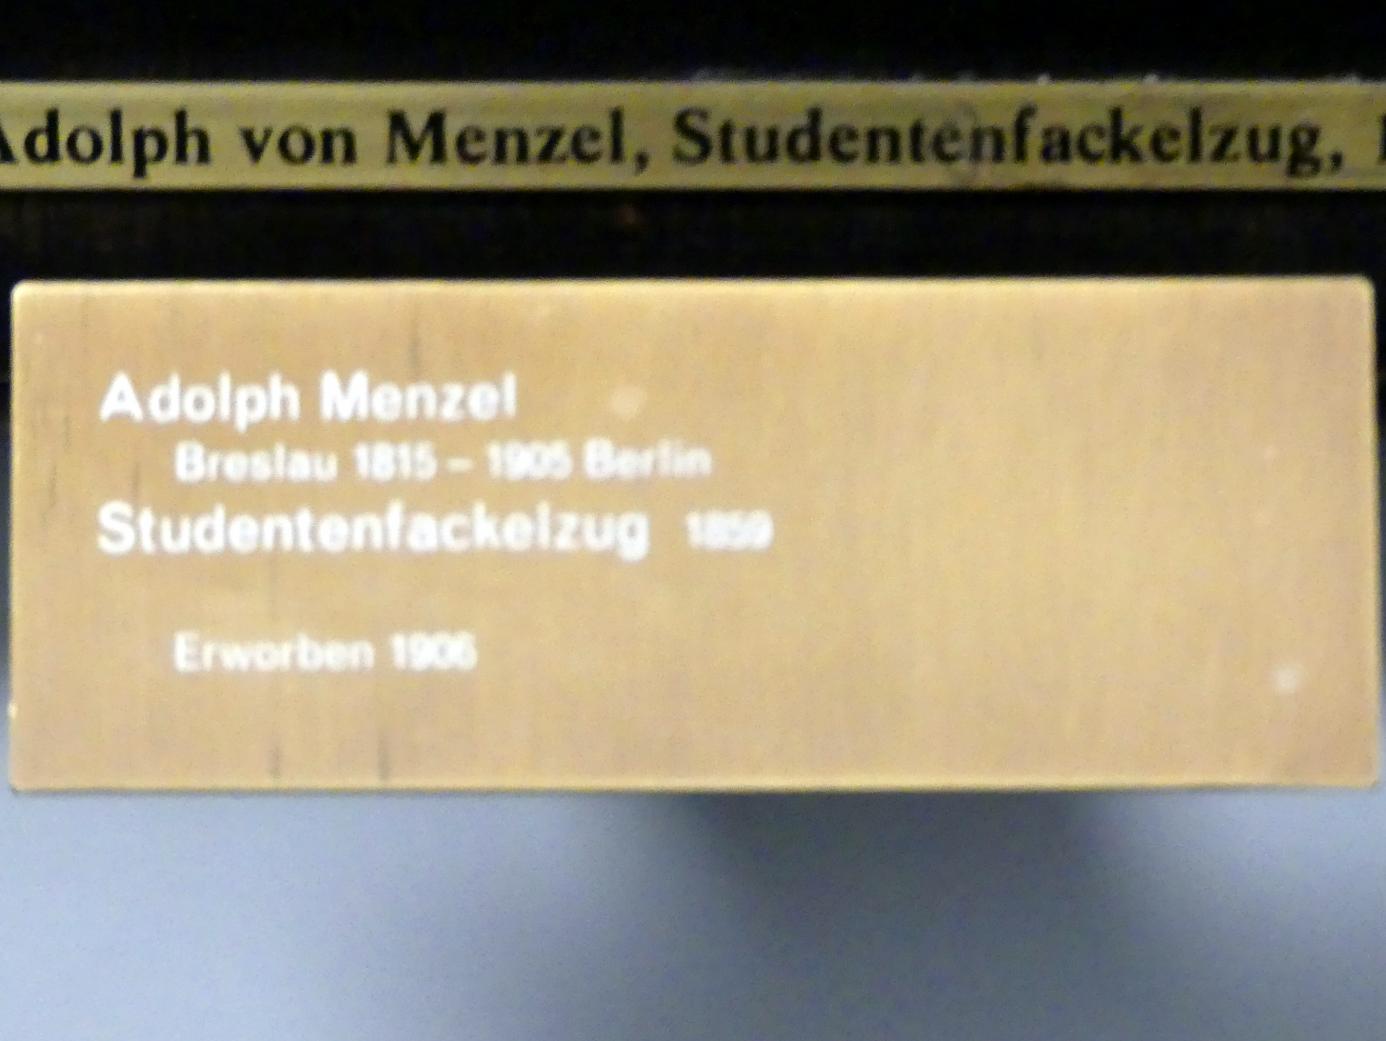 Adolph von Menzel, Studentenfackelzug,
Adolph Menzel
Breslau 1815 – 1905 Berlin
Studentenfackelzug 1859
Erworben 1906